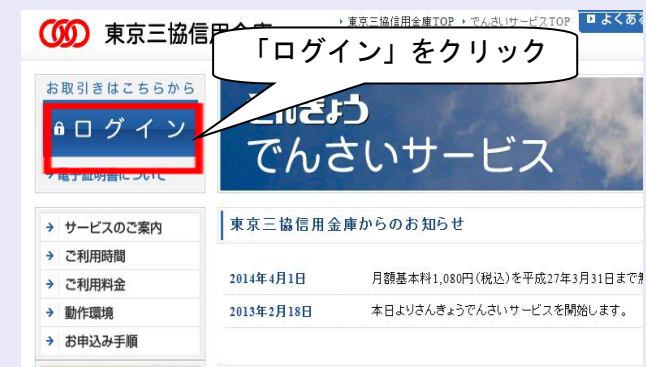 東京三協信用金庫
東京三協信用金庫TOP
でんさいサービスTOP
よくある
「ログイン」をクリック
お取引きはこちらから
ログイン
電子証明書について
さんきょう
でんさいサービス
サービスのご案内
ご利用時間
ご利用料金
動作環境
お申込み手順
東京三協信用金庫からのお知らせ
2014年4月1日 月額基本料1,080円(税込)を平成27年3月31日まで無
2013年2月18日 本日よりさんきょうでんさいサービスを開始します。